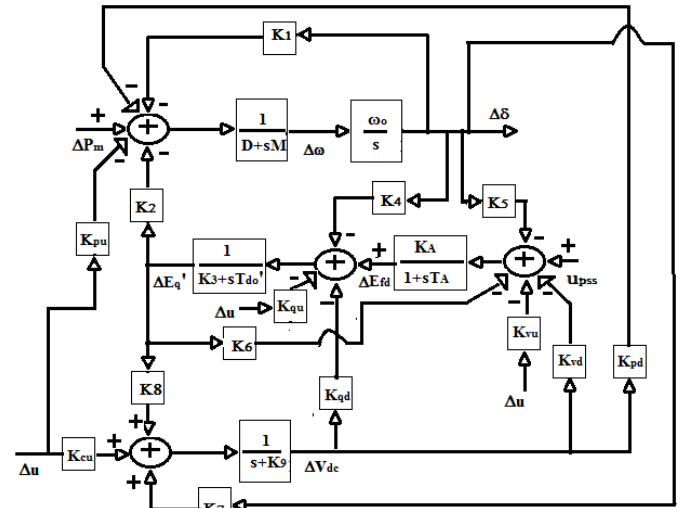 K1
ΔPm
1
D+sM
Δω
ωo
s
Δδ
K2
Kpu
K4
K5
ΔEq'
1
K3+sTdo'
Kqu
Δu
ΔEfd
KA
1+sTA
upss
K6
Kvu
Kvd
Kpd
K8
Kqd
Δu
Δu
Kcu
1
s+K9
ΔVdc